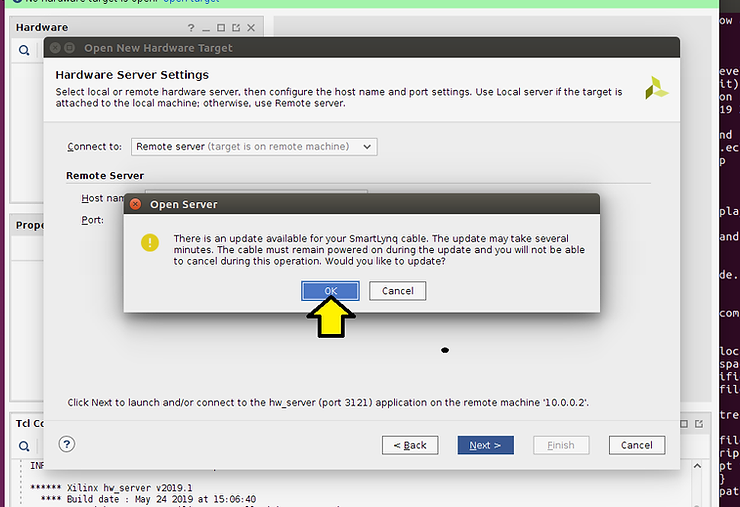 No hardware target is open. Open target
Hardware
Open New Hardware Target
Hardware Server Settings
Select local or remote hardware server, then configure the host name and port settings. Use Local server if the target is
attached to the local machine; otherwise, use Remote server.
Connect to: Remote server (target is on remote machine)
Remote Server
Host nam
Port:
Prope
Open Server
There is an update available for your SmartLynq cable. The update may take several
minutes. The cable must remain powered on during the update and you will not be able
to cancel during this operation. Would you like to update?
OK Cancel
Click Next to launch and/or connect to the hw_server (port 3121) application on the remote machine '10.0.0.2'.
? < Back Next > Finish Cancel
Tcl Co
****** Xilinx hw_server v2019.1
**** Build date : May 24 2019 at 15:06:40
ow
eve
it)
on
19
nd
.ec
p
pla
and
de.
com
loc
spa
ifi
fil
tre
fil
rip
pt
}
pat